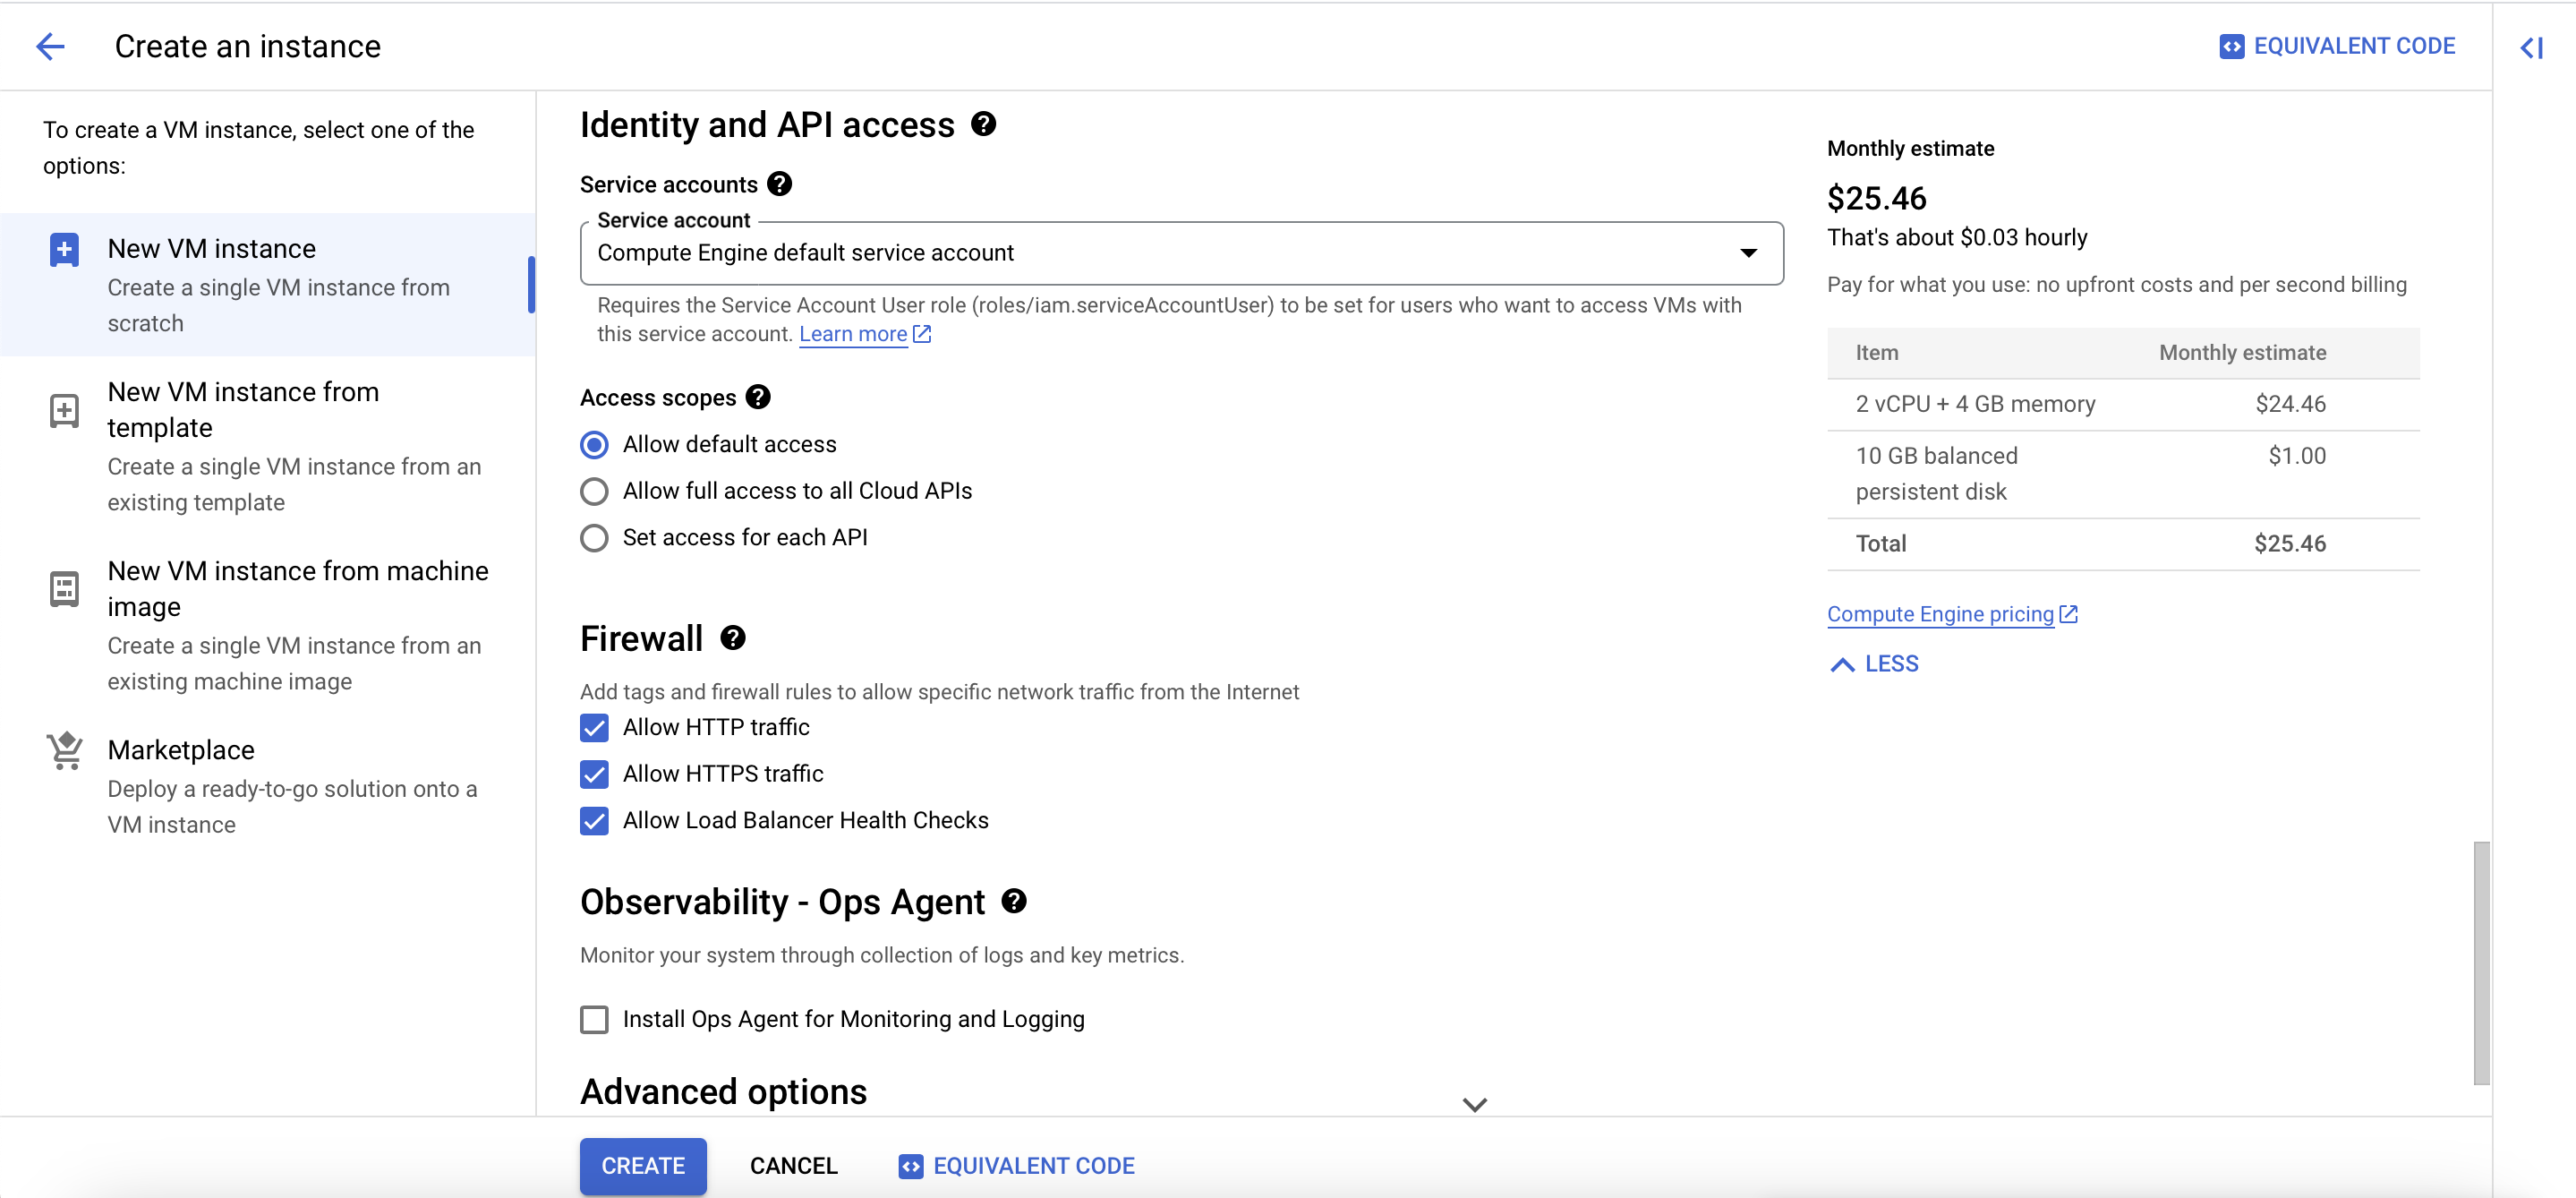 Create an instance
EQUIVALENT CODE
To create a VM instance, select one of the
options:
New VM instance
Create a single VM instance from
scratch
New VM instance from
template
Create a single VM instance from an
existing template
New VM instance from machine
image
Create a single VM instance from an
existing machine image
Marketplace
Deploy a ready-to-go solution onto a
VM instance
Identity and API access
Service accounts
Service account
Compute Engine default service account
Requires the Service Account User role (roles/iam.serviceAccountUser) to be set for users who want to access VMs with
this service account. Learn more
Access scopes
Allow default access
Allow full access to all Cloud APIs
Set access for each API
Firewall
Add tags and firewall rules to allow specific network traffic from the Internet
Allow HTTP traffic
Allow HTTPS traffic
Allow Load Balancer Health Checks
Observability - Ops Agent
Monitor your system through collection of logs and key metrics.
Install Ops Agent for Monitoring and Logging
Advanced options
CREATE CANCEL EQUIVALENT CODE
Monthly estimate
$25.46
That's about $0.03 hourly
Pay for what you use: no upfront costs and per second billing
Item Monthly estimate
2 vCPU + 4 GB memory $24.46
10 GB balanced $1.00
persistent disk
Total $25.46
Compute Engine pricing
LESS